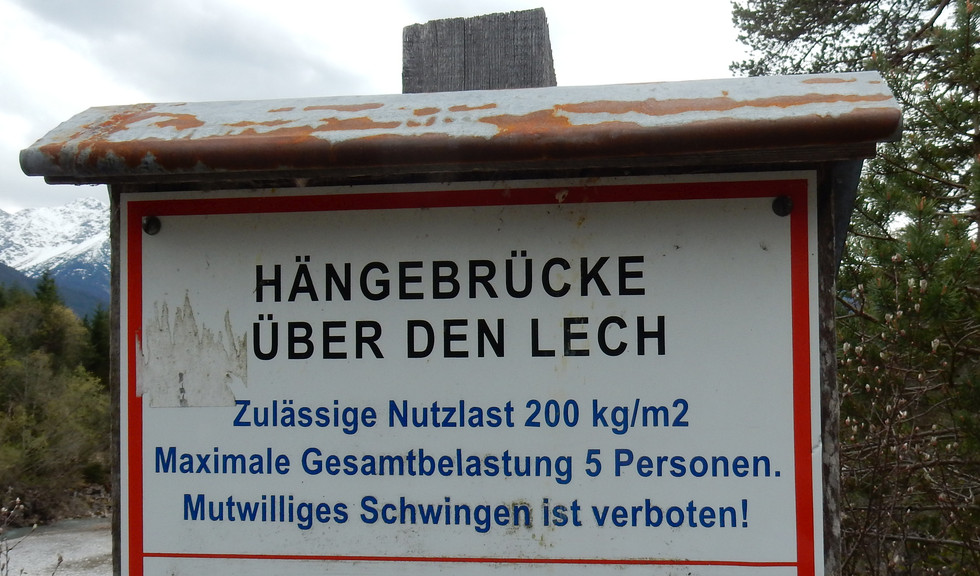 HÄNGEBRÜCKE
ÜBER DEN LECH
Zulässige Nutzlast 200 kg/m2
Maximale Gesamtbelastung 5 Personen.
Mutwilliges Schwingen ist verboten!